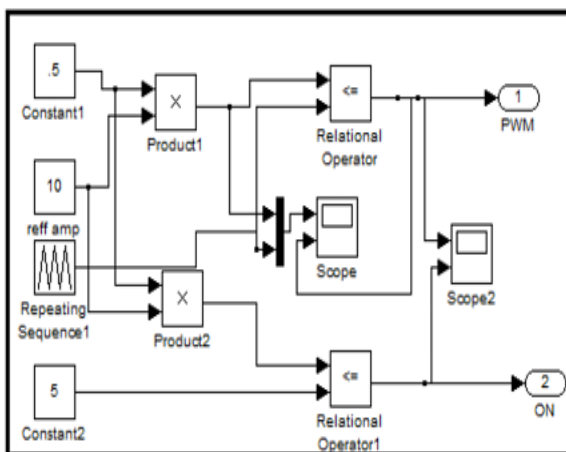 .5
Constant1
X
Product1
<=
Relational
Operator
1
PWM
10
reff amp
Scope
Scope2
Repeating
Sequence1
X
Product2
5
Constant2
<=
Relational
Operator1
2
ON